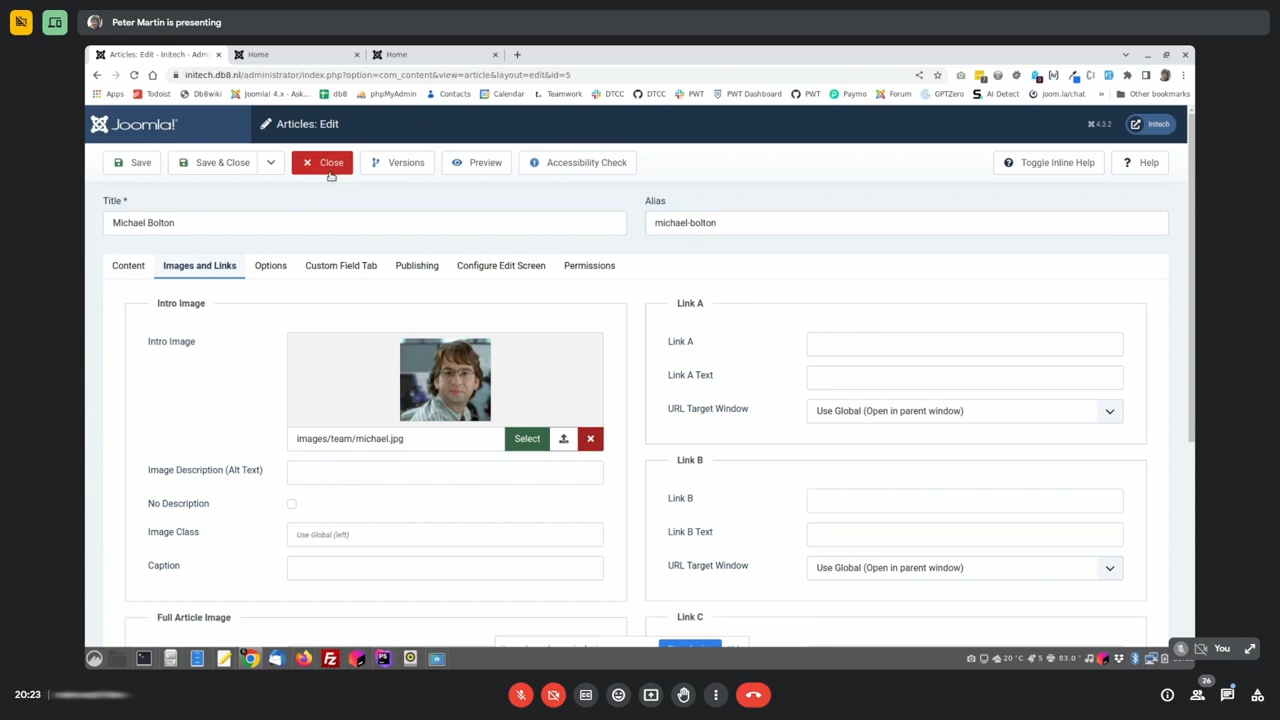 Peter Martin is presenting
Articles: Edit - Initech - Adm
Home
Home
initech.db8.nl/administrator/index.php?option=com_content&view=article&layout=edit&id=5
Apps Todoist Db8wiki Joomla! 4.x - Ask... db8 phpMyAdmin Contacts Calendar Teamwork DTCC DTCC PWT PWT Dashboard PWT Paymo Forum GPTZero AI Detect joom.la/chat » Other bookmarks
Joomla!
Articles: Edit
4.3.2
Initech
Save Save & Close Close Versions Preview Accessibility Check Toggle Inline Help ? Help
Title * Alias
Michael Bolton michael-bolton
Content Images and Links Options Custom Field Tab Publishing Configure Edit Screen Permissions
Intro Image Link A
Intro Image Link A
Link A Text
URL Target Window Use Global (Open in parent window)
images/team/michael.jpg Select
Link B
Image Description (Alt Text)
Link B
No Description
Image Class Use Global (left) Link B Text
Caption URL Target Window Use Global (Open in parent window)
Full Article Image Link C
You
20 °C 5 83.0
26
20:23